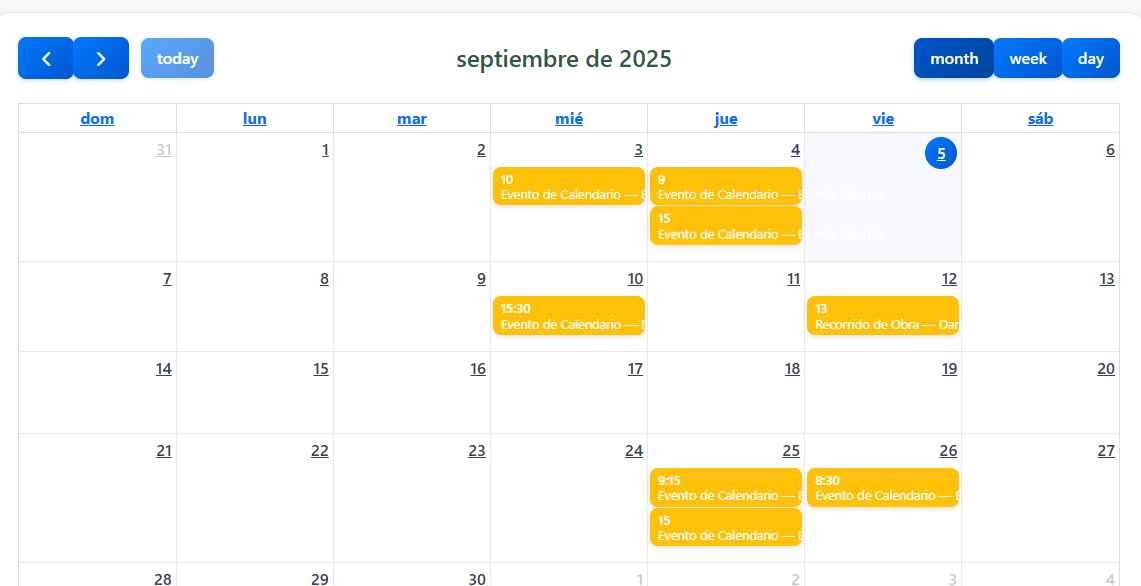 today
septiembre de 2025
month week day
dom lun mar mié jue vie sáb
31 1 2 3 4 5 6
10
Evento de Calendario — E
9
Evento de Calendario — Evento Externo
15
Evento de Calendario — Evento Externo
7 8 9 10 11 12 13
15:30
Evento de Calendario — E
13
Recorrido de Obra — Dar
14 15 16 17 18 19 20
21 22 23 24 25 26 27
9:15
Evento de Calendario — E
15
Evento de Calendario — E
8:30
Evento de Calendario — E
28 29 30 1 2 3 4